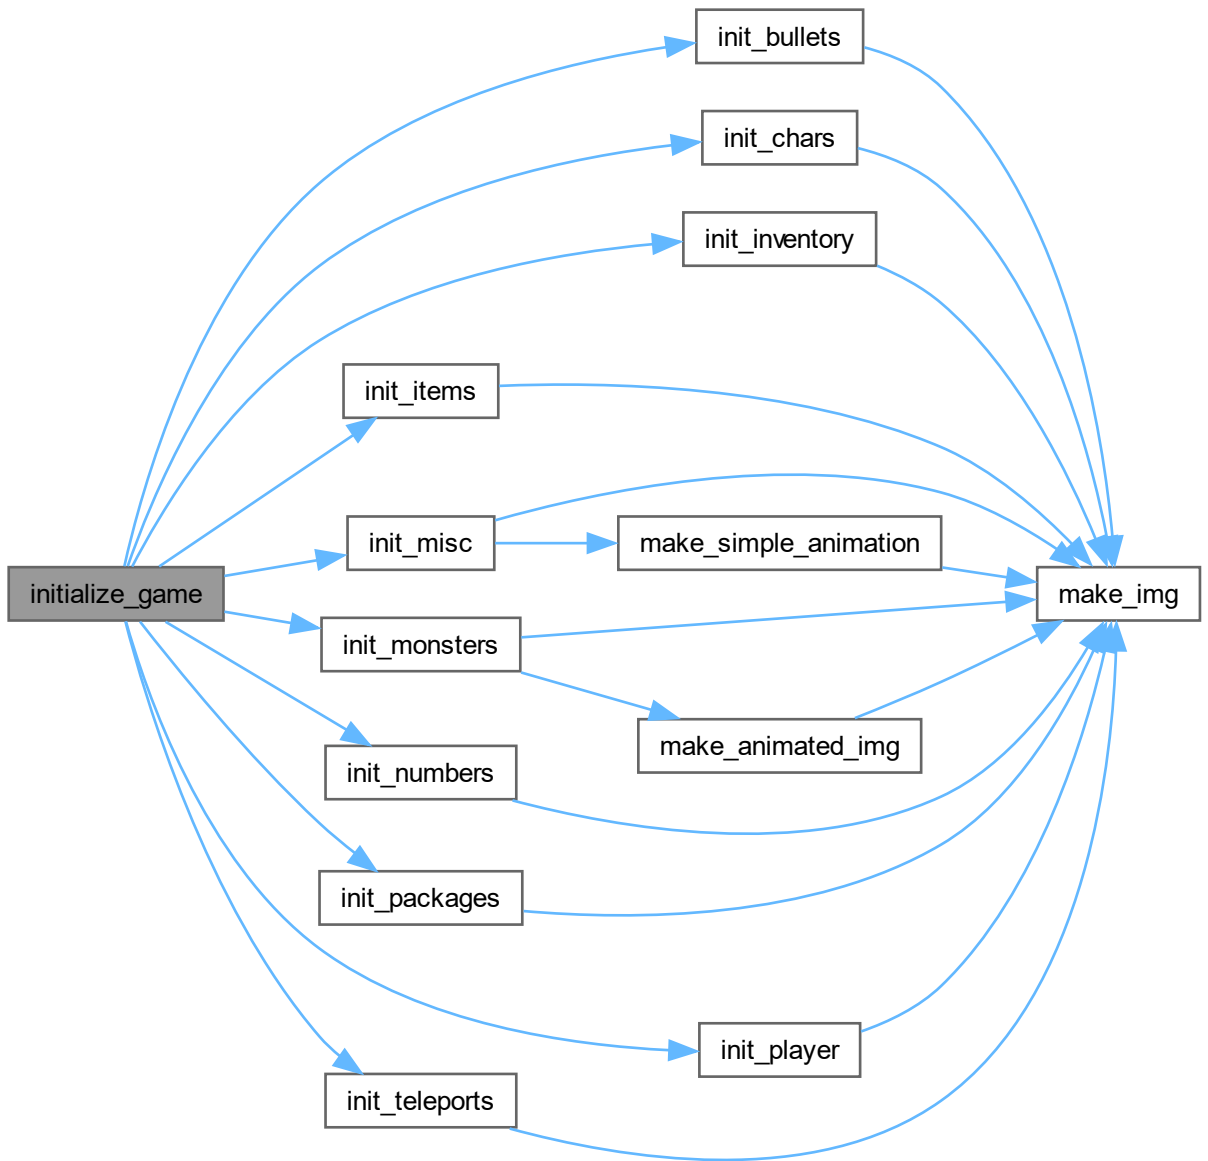 init_bullets
init_chars
init_inventory
init_items
init_misc
make_simple_animation
initialize_game
make_img
init_monsters
make_animated_img
init_numbers
init_packages
init_player
init_teleports